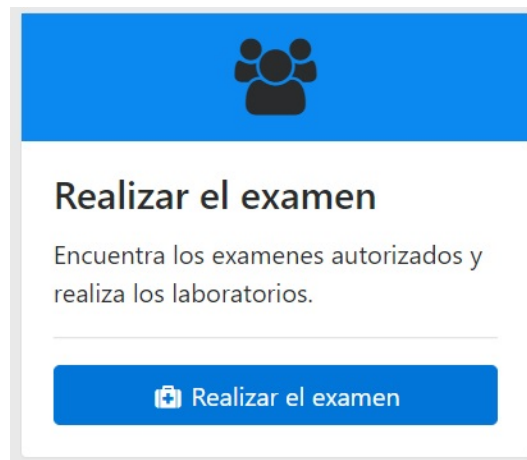 Realizar el examen
Encuentra los examenes autorizados y
realiza los laboratorios.
Realizar el examen